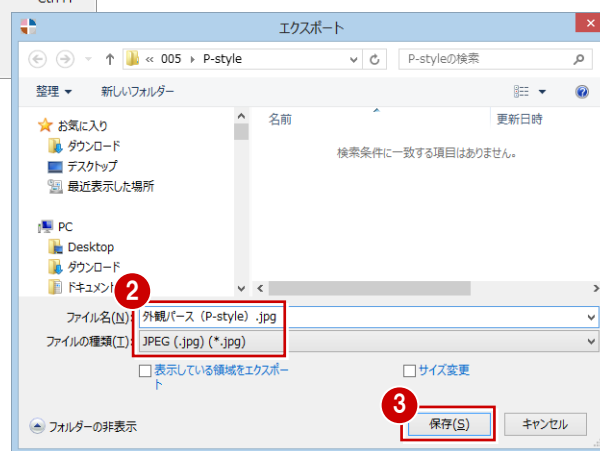 エクスポート
« 005 › P-style
P-styleの検索
整理 新しいフォルダー
お気に入り
ダウンロード
デスクトップ
最近表示した場所
PC
Desktop
ダウンロード
ドキュメント
名前 更新日時
検索条件に一致する項目はありません。
2
ファイル名(N): 外観パース（P-style）.jpg
ファイルの種類(T): JPEG (.jpg) (*.jpg)
表示している領域をエクスポー
ト
サイズ変更
3
フォルダーの非表示
保存(S) キャンセル